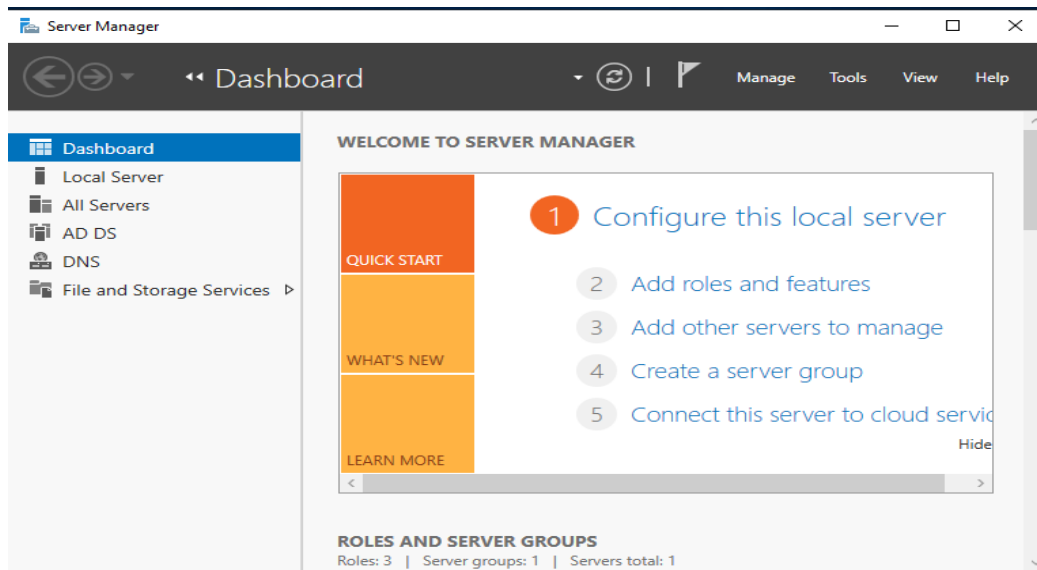 Server Manager
Dashboard
Manage Tools View Help
Dashboard
Local Server
All Servers
AD DS
DNS
File and Storage Services
WELCOME TO SERVER MANAGER
QUICK START
WHAT'S NEW
LEARN MORE
1 Configure this local server
2 Add roles and features
3 Add other servers to manage
4 Create a server group
5 Connect this server to cloud servic
Hide
ROLES AND SERVER GROUPS
Roles: 3 | Server groups: 1 | Servers total: 1